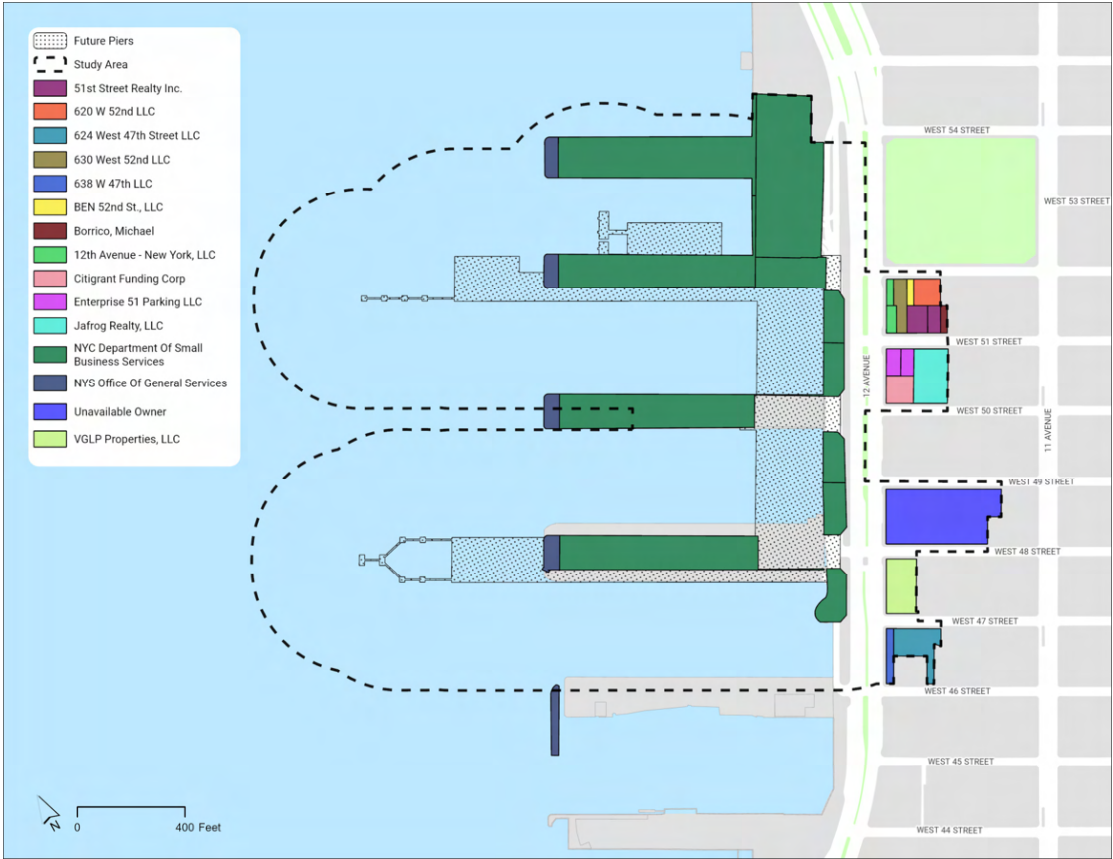 Future Piers
Study Area
51st Street Realty Inc.
620 W 52nd LLC
624 West 47th Street LLC
630 West 52nd LLC
638 W 47th LLC
BEN 52nd St., LLC
Borrico, Michael
12th Avenue - New York, LLC
Citigrant Funding Corp
Enterprise 51 Parking LLC
Jafrog Realty, LLC
NYC Department Of Small
Business Services
NYS Office Of General Services
Unavailable Owner
VGLP Properties, LLC
WEST 54 STREET
WEST 53 STREET
WEST 51 STREET
12 AVENUE
WEST 50 STREET
11 AVENUE
WEST 49 STREET
WEST 48 STREET
WEST 47 STREET
WEST 46 STREET
WEST 45 STREET
WEST 44 STREET
N
0 400 Feet